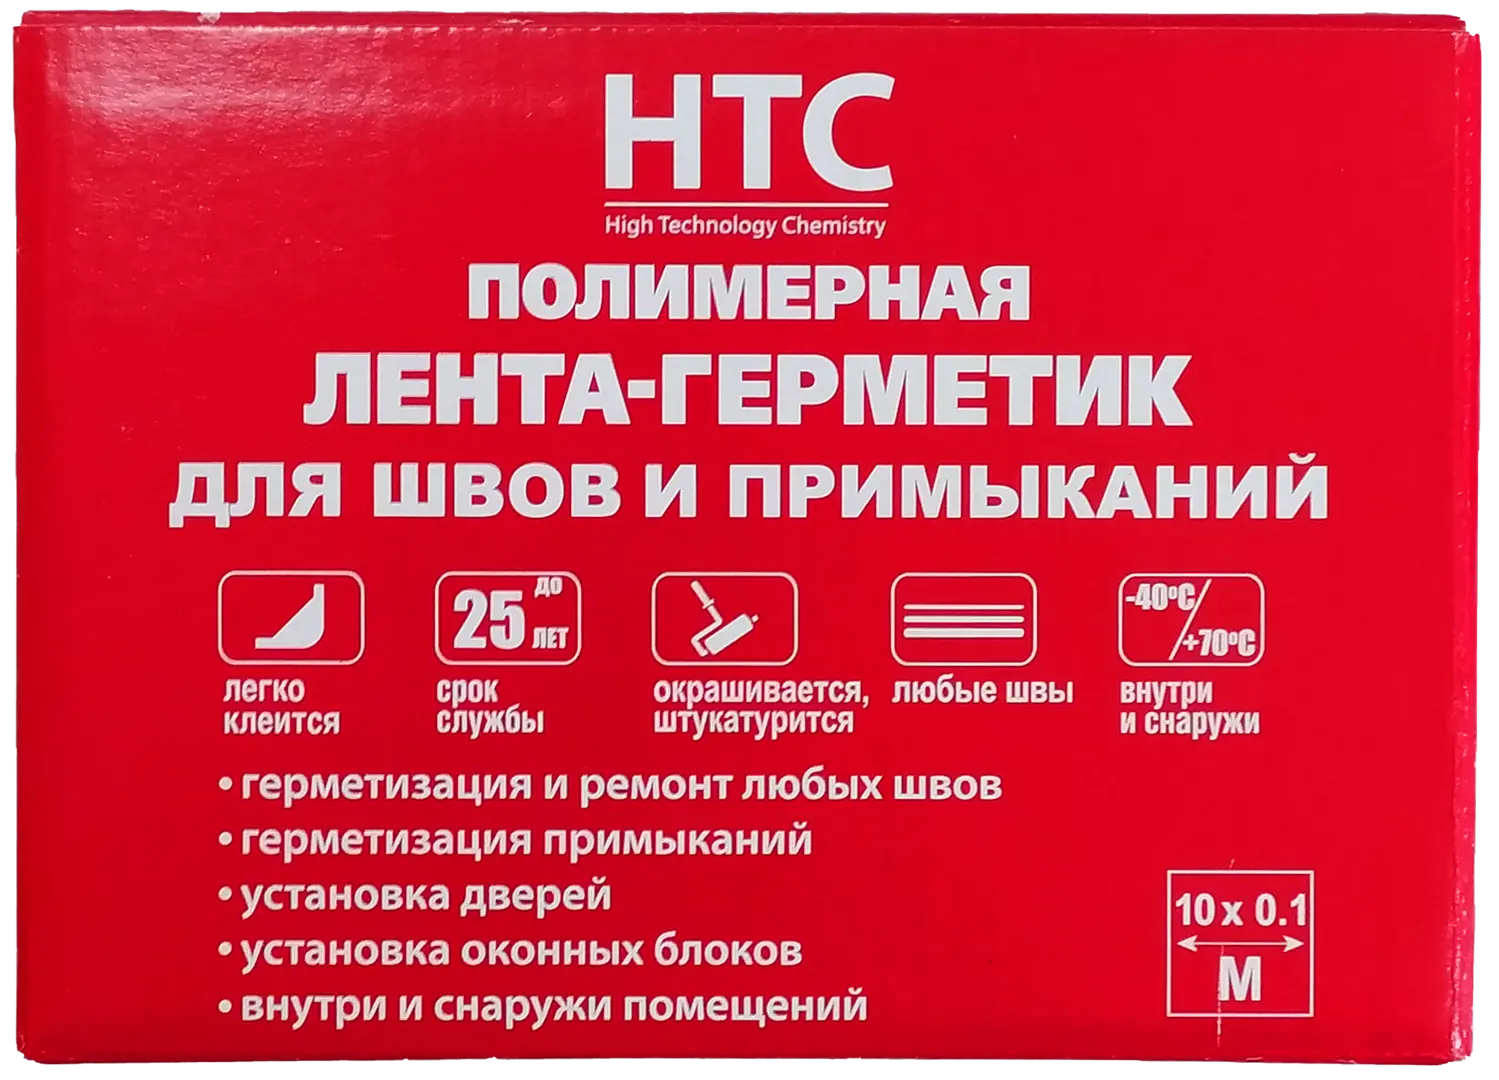 HTC
High Technology Chemistry
ПОЛИМЕРНАЯ
ЛЕНТА-ГЕРМЕТИК
ДЛЯ ШВОВ И ПРИМЫКАНИЙ
ДО
25
ЛЕТ
-40ºC/
+70ºC
легко
клеится
срок
службы
окрашивается,
штукатурится
любые швы
внутри
и снаружи
•герметизация и ремонт любых швов
•герметизация примыканий
•установка дверей
•установка оконных блоков
•внутри и снаружи помещений
10 x 0.1
М